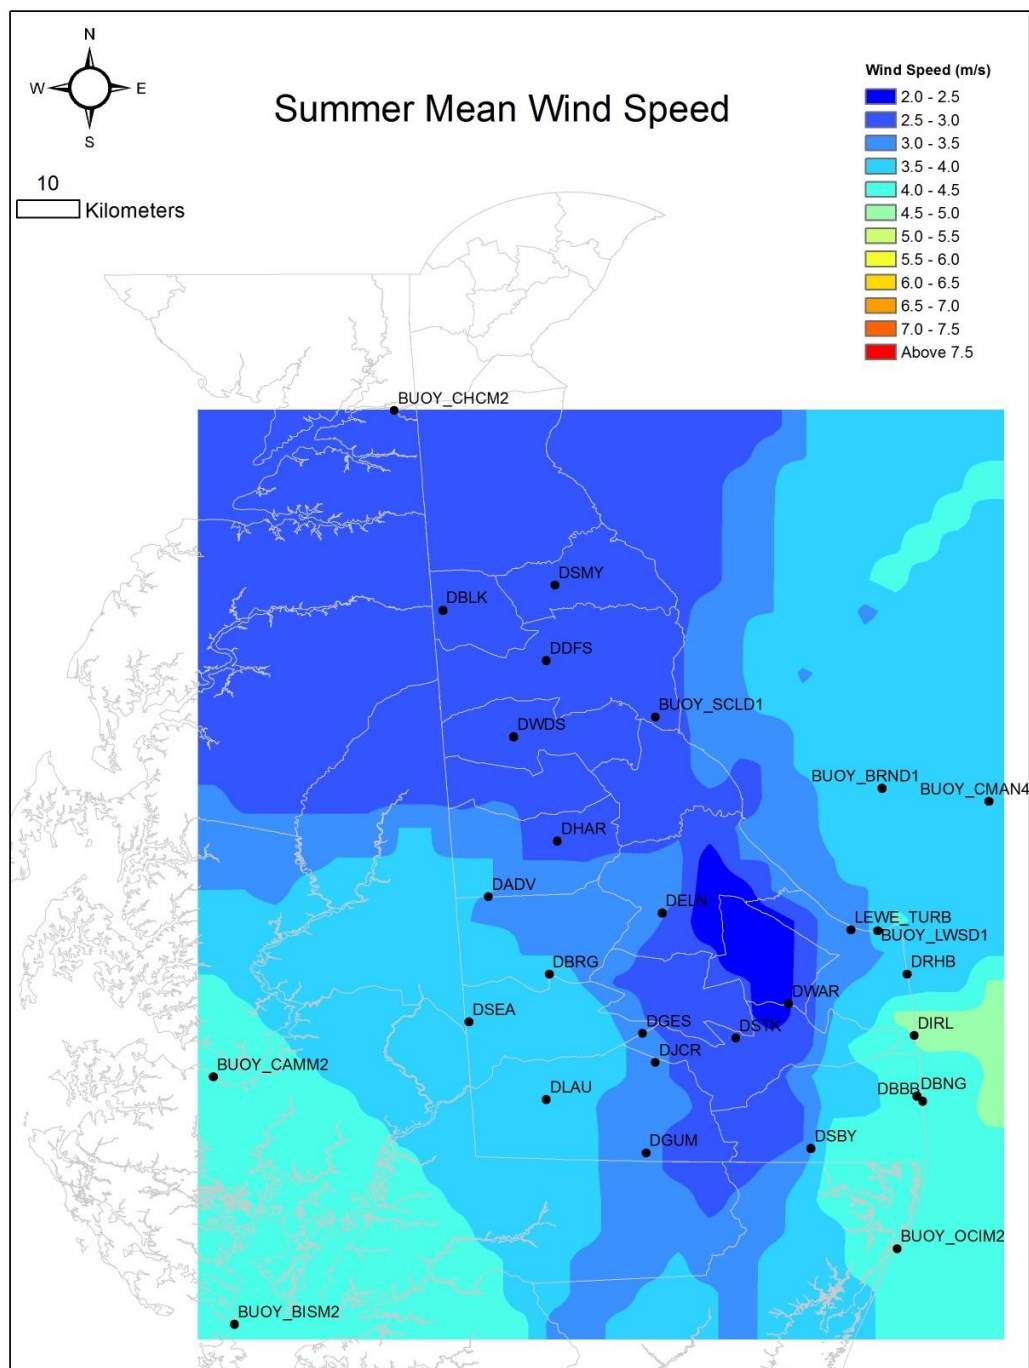 N
W E
S
Summer Mean Wind Speed
10
Kilometers
Wind Speed (m/s)
2.0 - 2.5
2.5 - 3.0
3.0 - 3.5
3.5 - 4.0
4.0 - 4.5
4.5 - 5.0
5.0 - 5.5
5.5 - 6.0
6.0 - 6.5
6.5 - 7.0
7.0 - 7.5
Above 7.5
BUOY_CHCM2
DSMY
DBLK
DDFS
BUOY_SCLD1
DWDS
BUOY_BRND1
BUOY_CMAN4
DHAR
DADV
DELN
LEWE_TURB
BUOY_LWSD1
DBRG
DRHB
DWAR
DSEA
DGES
DSTK
DIRL
DJCR
BUOY_CAMM2
DLAU
DBBB
DBNG
DGUM
DSBY
BUOY_OCIM2
BUOY_BISM2